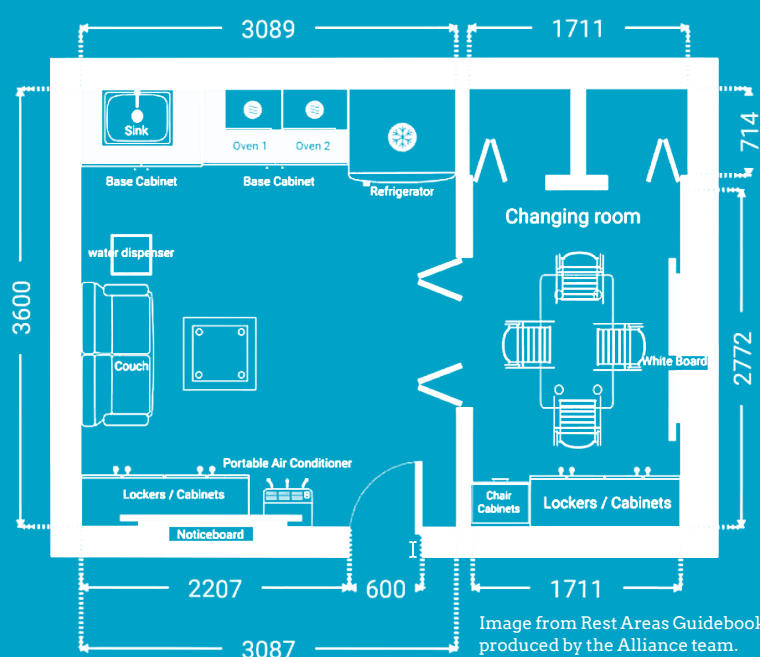 3089
1711
Sink
Oven 1
Oven 2
714
Base Cabinet
Base Cabinet
Refrigerator
Changing room
water dispenser
3600
2772
White Board
Couch
Portable Air Conditioner
Lockers / Cabinets
Chair
Cabinets
Lockers / Cabinets
Noticeboard
2207
600
1711
3087
Image from Rest Areas Guidebook
produced by the Alliance team.